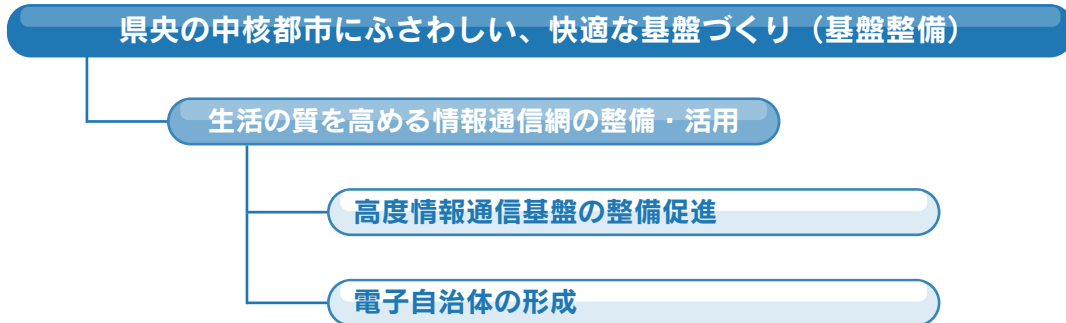 県央の中核都市にふさわしい、快適な基盤づくり（基盤整備）
生活の質を高める情報通信網の整備・活用
高度情報通信基盤の整備促進
電子自治体の形成